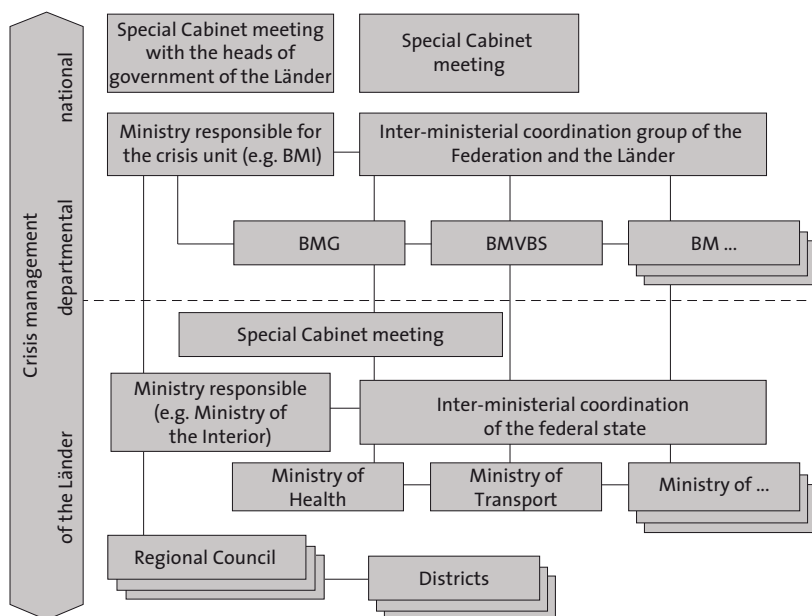 Crisis management
national
departmental
of the Länder
Special Cabinet meeting
with the heads of
government of the Länder
Special Cabinet
meeting
Ministry responsible for
the crisis unit (e.g. BMI)
Inter-ministerial coordination group of the
Federation and the Länder
BMG
BMVBS
BM ...
Special Cabinet meeting
Ministry responsible
(e.g. Ministry of
the Interior)
Inter-ministerial coordination
of the federal state
Ministry of
Health
Ministry of
Transport
Ministry of ...
Regional Council
Districts